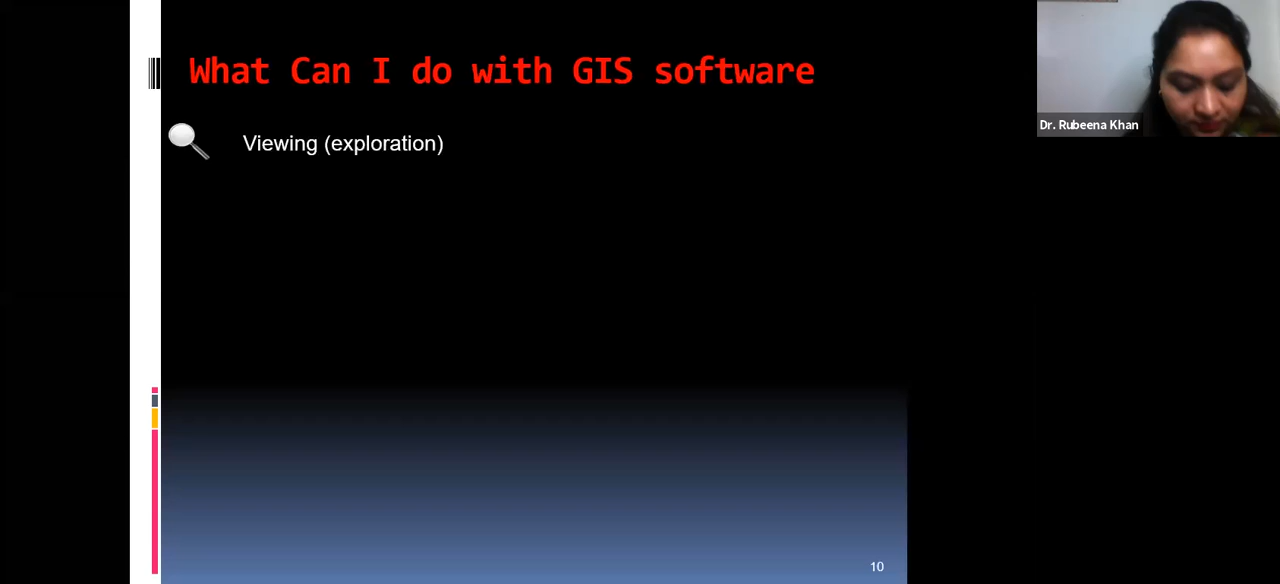 What Can I do with GIS software
Viewing (exploration)
Dr. Rubeena Khan
10